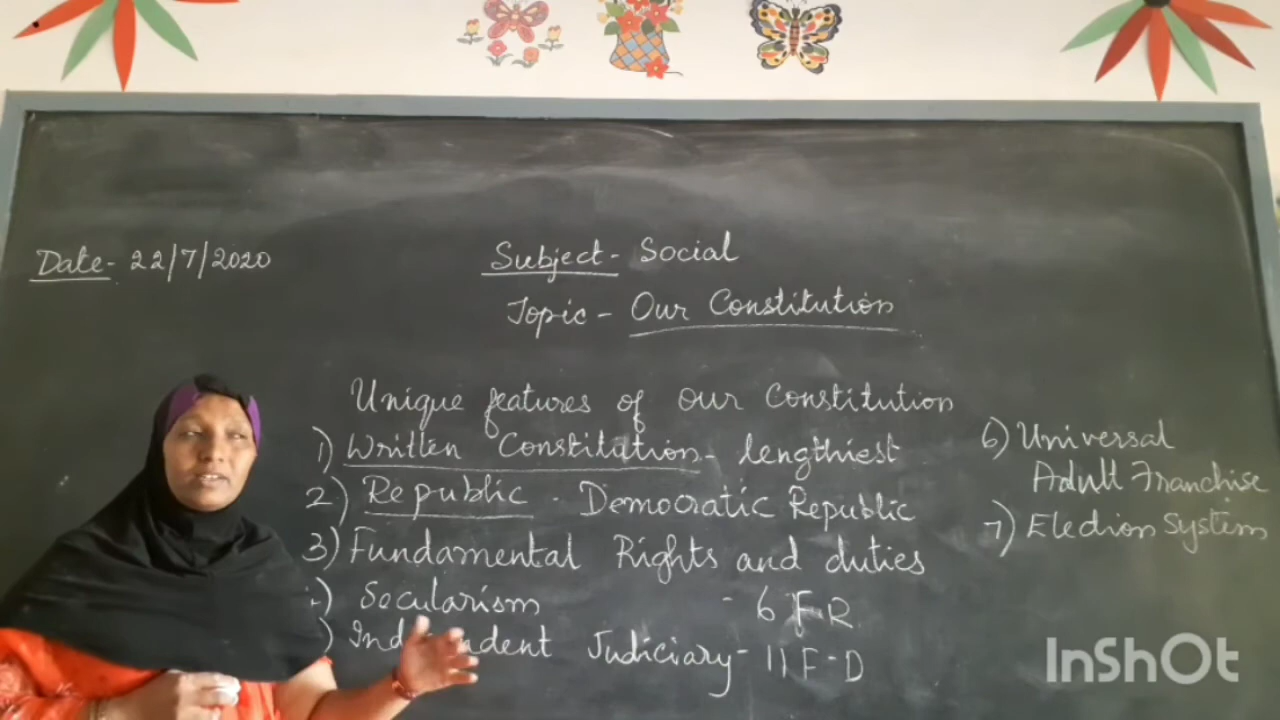 Date - 22/7/2020
Subject - Social
Topic - Our Constitution
Unique features of our Constitution
1) Written Constitution - lengthiest
2) Republic - Democratic Republic
3) Fundamental Rights and duties
) Secularism - 6 F R
) Independent Judiciary - 11 F-D
6) Universal
Adult Franchise
7) Election System
InShOt